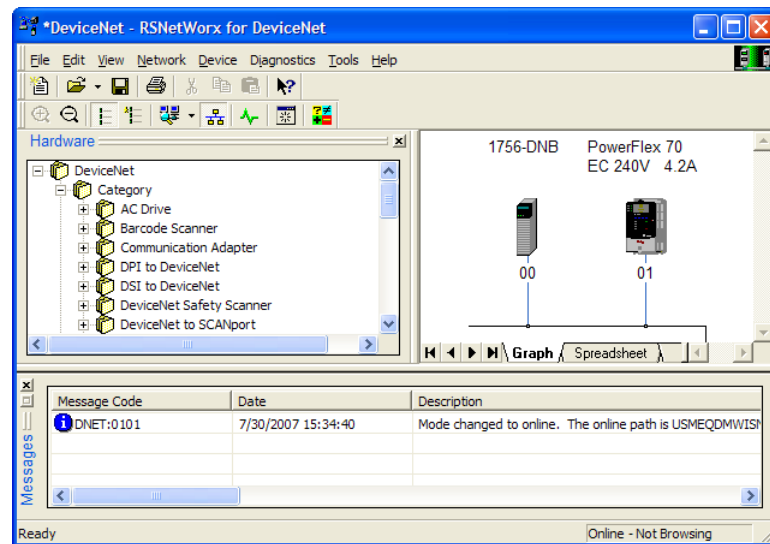 *DeviceNet - RSNetWorx for DeviceNet
File Edit View Network Device Diagnostics Tools Help
Hardware
DeviceNet
Category
AC Drive
Barcode Scanner
Communication Adapter
DPI to DeviceNet
DSI to DeviceNet
DeviceNet Safety Scanner
DeviceNet to SCANport
1756-DNB
PowerFlex 70
EC 240V 4.2A
00
01
Graph
Spreadsheet
Messages
Message Code Date Description
DNET:0101 7/30/2007 15:34:40 Mode changed to online. The online path is USMEQDMWISM
Ready
Online - Not Browsing